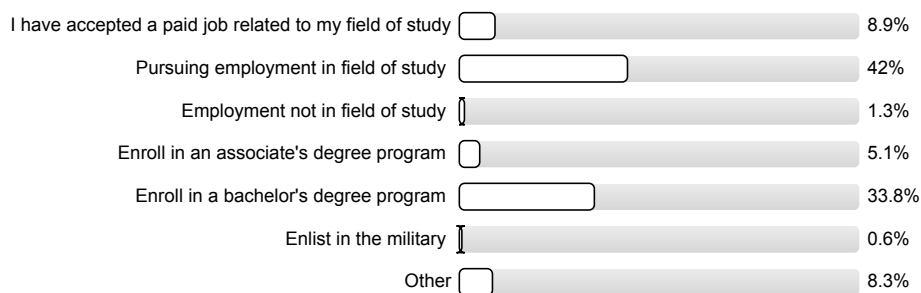 I have accepted a paid job related to my field of study 8.9%
Pursuing employment in field of study 42%
Employment not in field of study 1.3%
Enroll in an associate's degree program 5.1%
Enroll in a bachelor's degree program 33.8%
Enlist in the military 0.6%
Other 8.3%